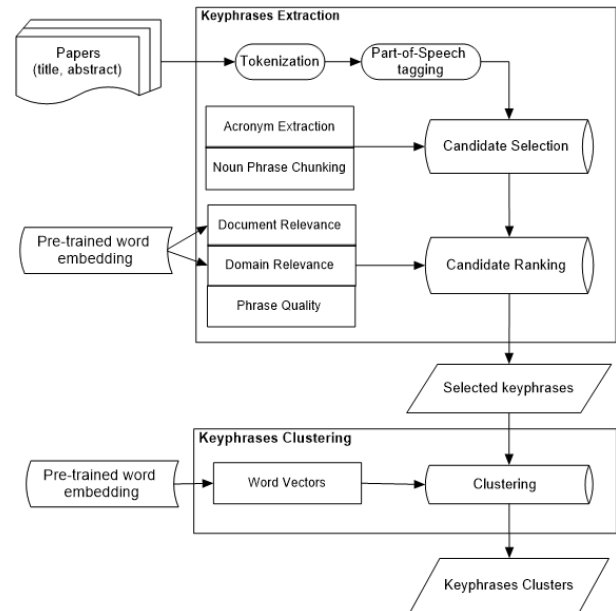 Keyphrases Extraction
Papers
(title, abstract)
Tokenization
Part-of-Speech
tagging
Acronym Extraction
Noun Phrase Chunking
Candidate Selection
Document Relevance
Pre-trained word
embedding
Domain Relevance
Candidate Ranking
Phrase Quality
Selected keyphrases
Keyphrases Clustering
Pre-trained word
embedding
Word Vectors
Clustering
Keyphrases Clusters